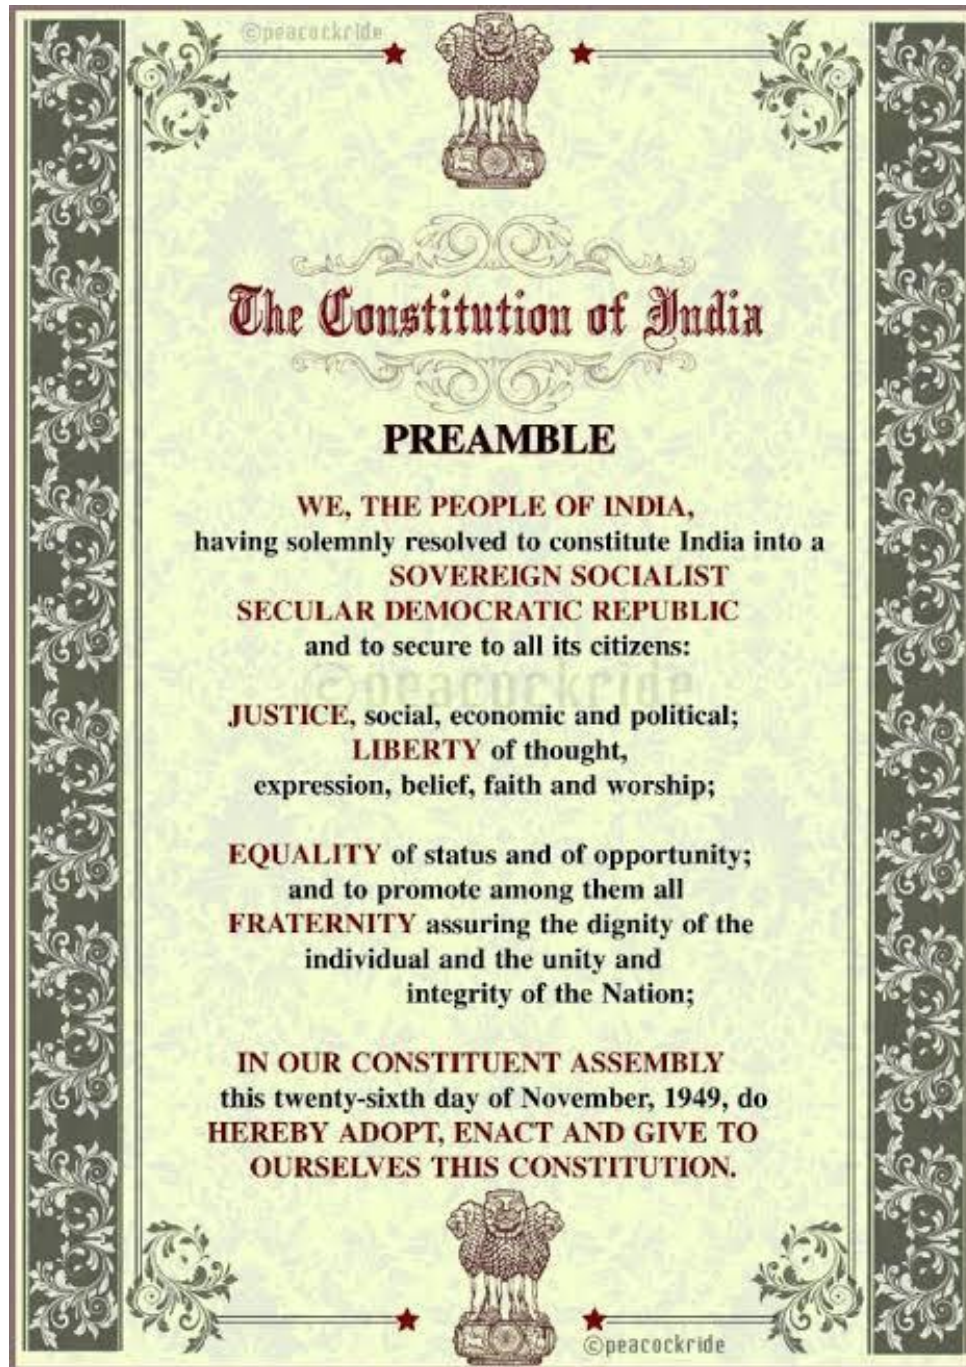 ©peacockride
The Constitution of India
PREAMBLE
WE, THE PEOPLE OF INDIA,
having solemnly resolved to constitute India into a
SOVEREIGN SOCIALIST
SECULAR DEMOCRATIC REPUBLIC
and to secure to all its citizens:
©peacockride
JUSTICE, social, economic and political;
LIBERTY of thought,
expression, belief, faith and worship;
EQUALITY of status and of opportunity;
and to promote among them all
FRATERNITY assuring the dignity of the
individual and the unity and
integrity of the Nation;
IN OUR CONSTITUENT ASSEMBLY
this twenty-sixth day of November, 1949, do
HEREBY ADOPT, ENACT AND GIVE TO
OURSELVES THIS CONSTITUTION.
©peacockride